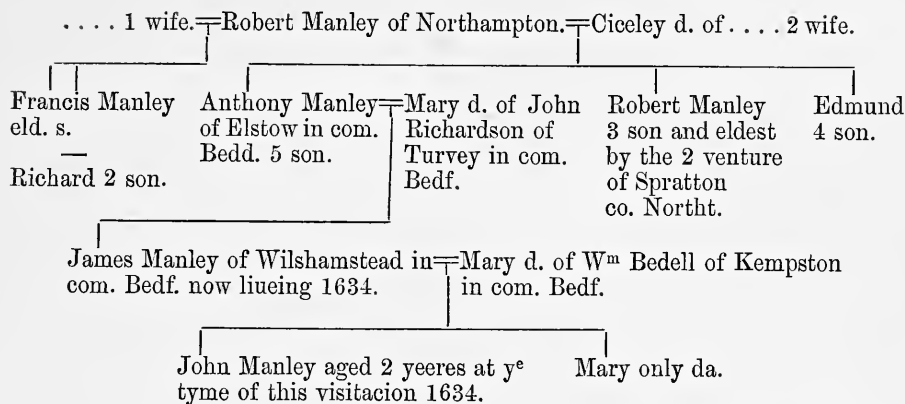 . . . . 1 wife.╤Robert Manley of Northampton.╤Ciceley d. of . . . . 2 wife.
Francis Manley
eld. s.
—
Richard 2 son.
Anthony Manley╤Mary d. of John
of Elstow in com.
Bedd. 5 son.
Richardson of
Turvey in com.
Bedf.
Robert Manley
3 son and eldest
by the 2 venture
of Spratton
co. Northt.
Edmund
4 son.
James Manley of Wilshamstead in╤Mary d. of Wᵐ Bedell of Kempston
com. Bedf. now liueing 1634.
in com. Bedf.
John Manley aged 2 yeeres at yᵉ
tyme of this visitacion 1634.
Mary only da.